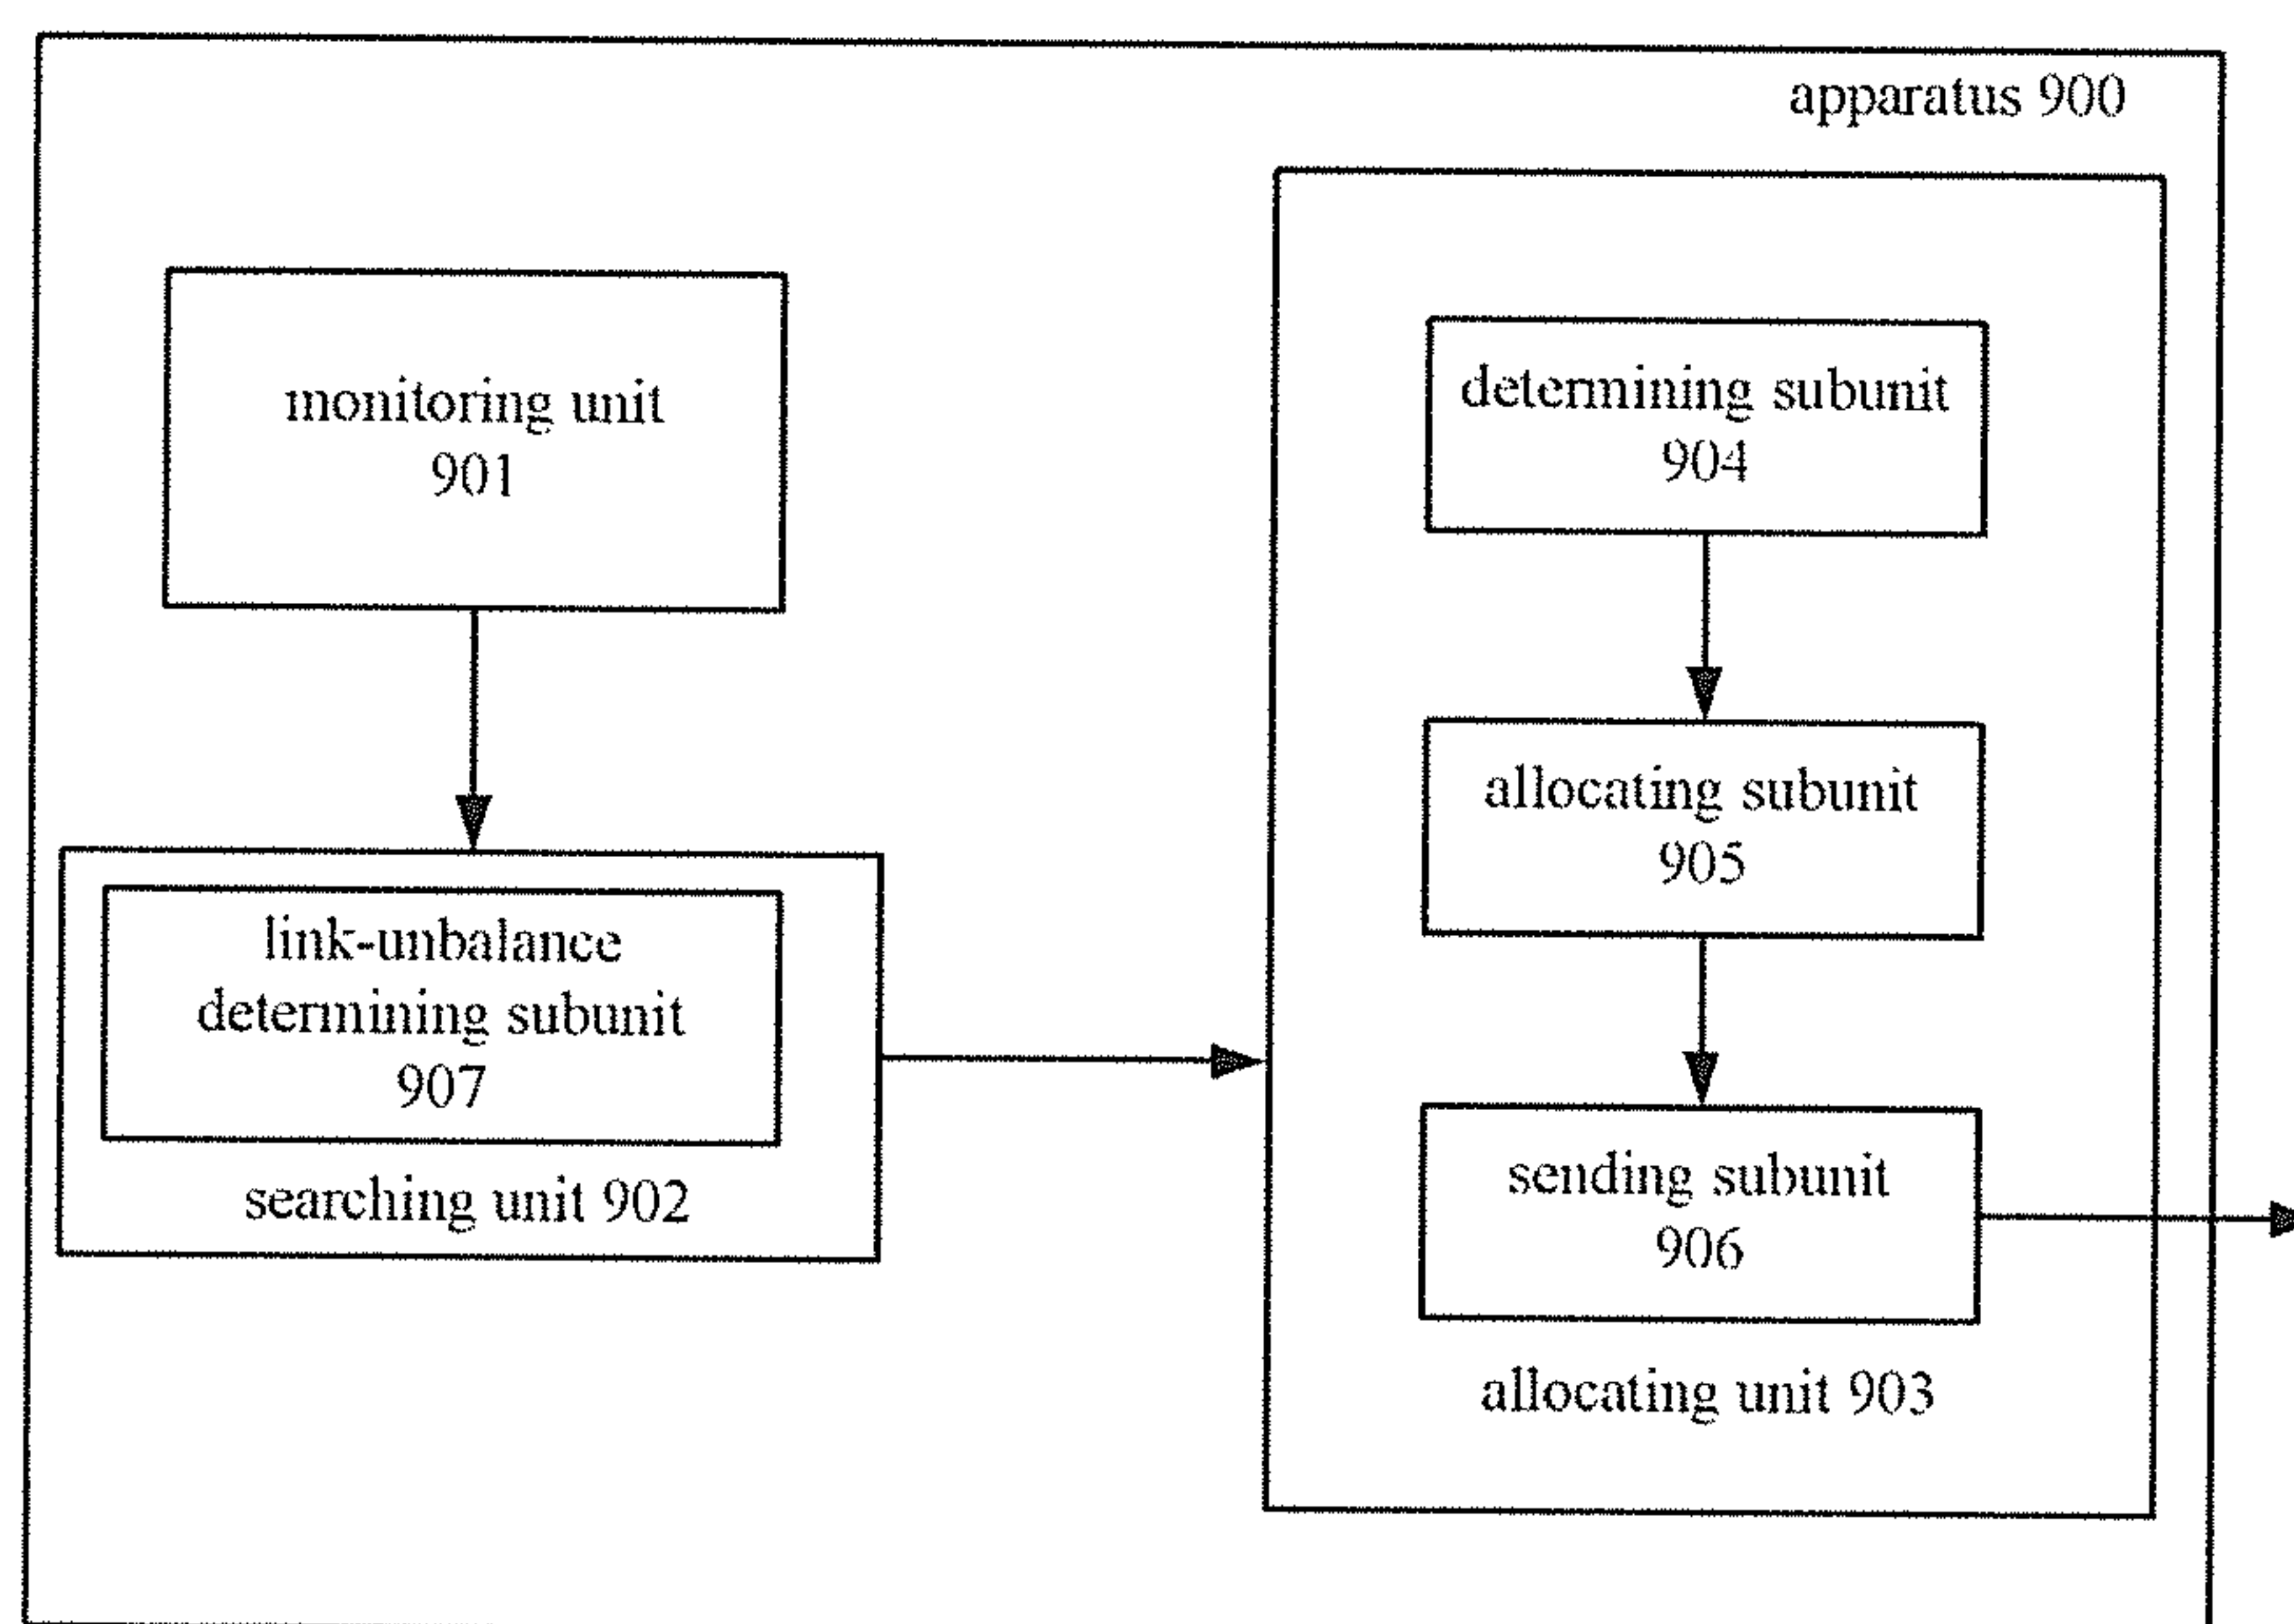 apparatus 900
monitoring unit
901
link-unbalance
determining subunit
907
searching unit 902
determining subunit
904
allocating subunit
905
sending subunit
906
allocating unit 903